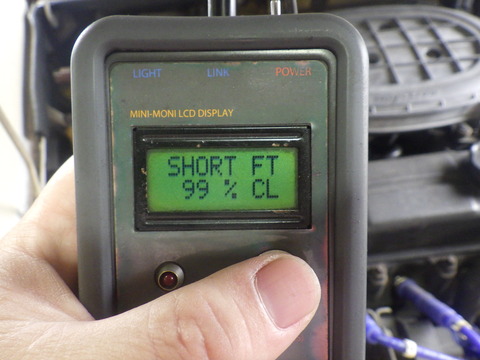 LIGHT LINK POWER
MINI-MONI LCD DISPLAY
SHORT FT
99 % CL